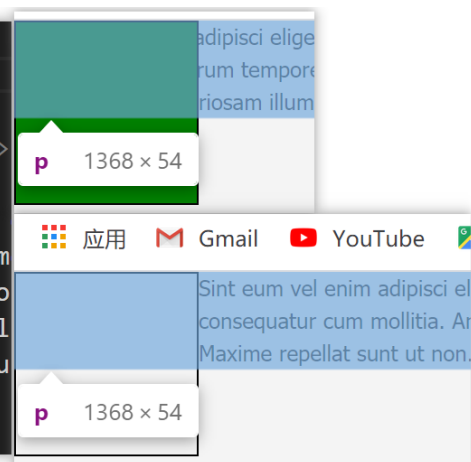 adipisci elige
rum tempore
riosam illum
p 1368 × 54
应用 Gmail YouTube
Sint eum vel enim adipisci el
consequatur cum mollitia. Ar
Maxime repellat sunt ut non.
p 1368 × 54
m
o
l
u